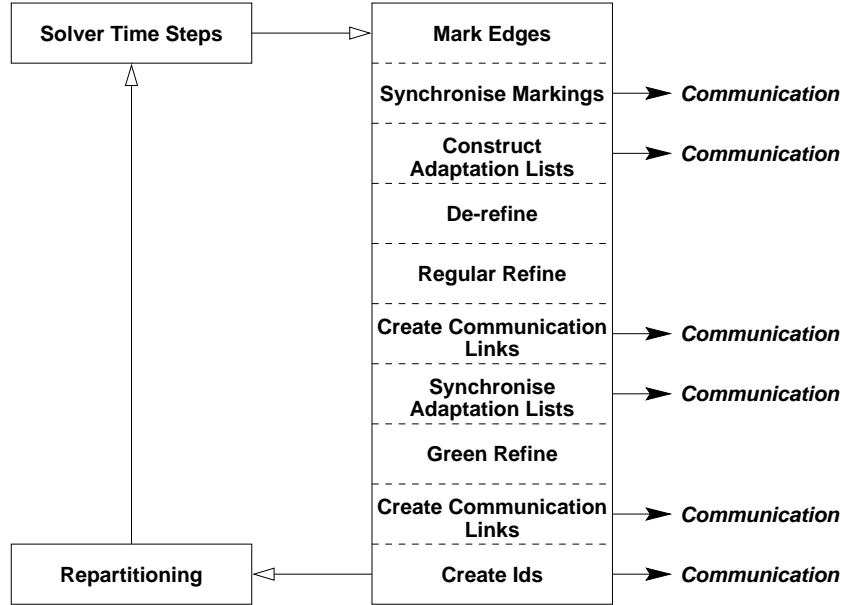 Solver Time Steps
Mark Edges
Synchronise Markings
Communication
Construct
Adaptation Lists
Communication
De-refine
Regular Refine
Create Communication
Links
Communication
Synchronise
Adaptation Lists
Communication
Green Refine
Create Communication
Links
Communication
Repartitioning
Create Ids
Communication